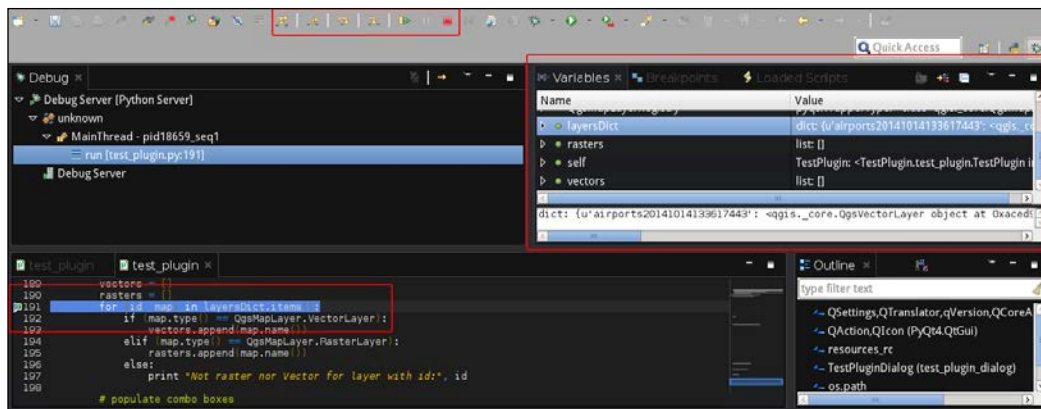 Quick Access
Debug
Debug Server [Python Server]
unknown
MainThread - pid18659_seq1
run [test_plugin.py:191]
Debug Server
Variables Breakpoints Loaded Scripts
Name Value
layersDict dict: {u'airports20141014133617443': <qgis._co
rasters list: []
self TestPlugin: <TestPlugin.test_plugin.TestPlugin in
vectors list: []
dict: {u'airports20141014133617443': <qgis._core.QgsVectorLayer object at 0xaced9
test_plugin test_plugin
189 vectors = []
190 rasters = []
191 for id map in layersDict.items :
192 if (map.type() == QgsMapLayer.VectorLayer):
193 vectors.append(map.name())
194 elif (map.type() == QgsMapLayer.RasterLayer):
195 rasters.append(map.name())
196 else:
197 print "Not raster nor Vector for layer with id:", id
198
# populate combo boxes
Outline
type filter text
QSettings,QTranslator,qVersion,QCoreA
QAction,QIcon (PyQt4.QtGui)
resources_rc
TestPluginDialog (test_plugin_dialog)
os.path